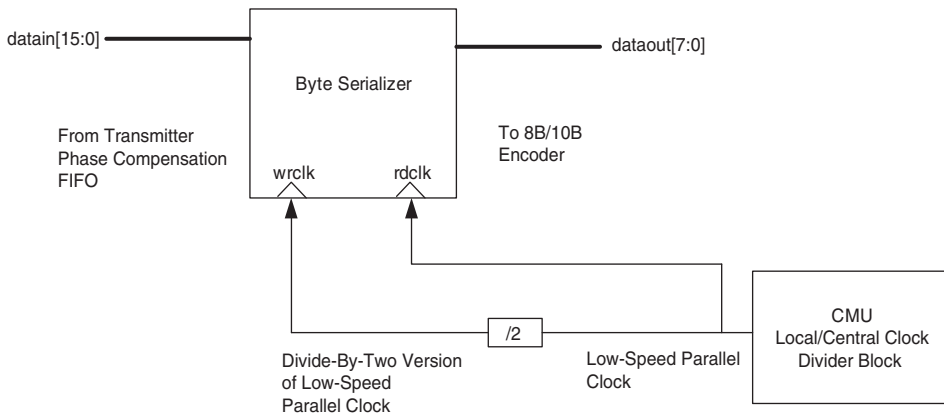 datain[15:0]
dataout[7:0]
Byte Serializer
From Transmitter
Phase Compensation
FIFO
To 8B/10B
Encoder
wrclk
rdclk
/2
CMU
Local/Central Clock
Divider Block
Divide-By-Two Version
of Low-Speed
Parallel Clock
Low-Speed Parallel
Clock